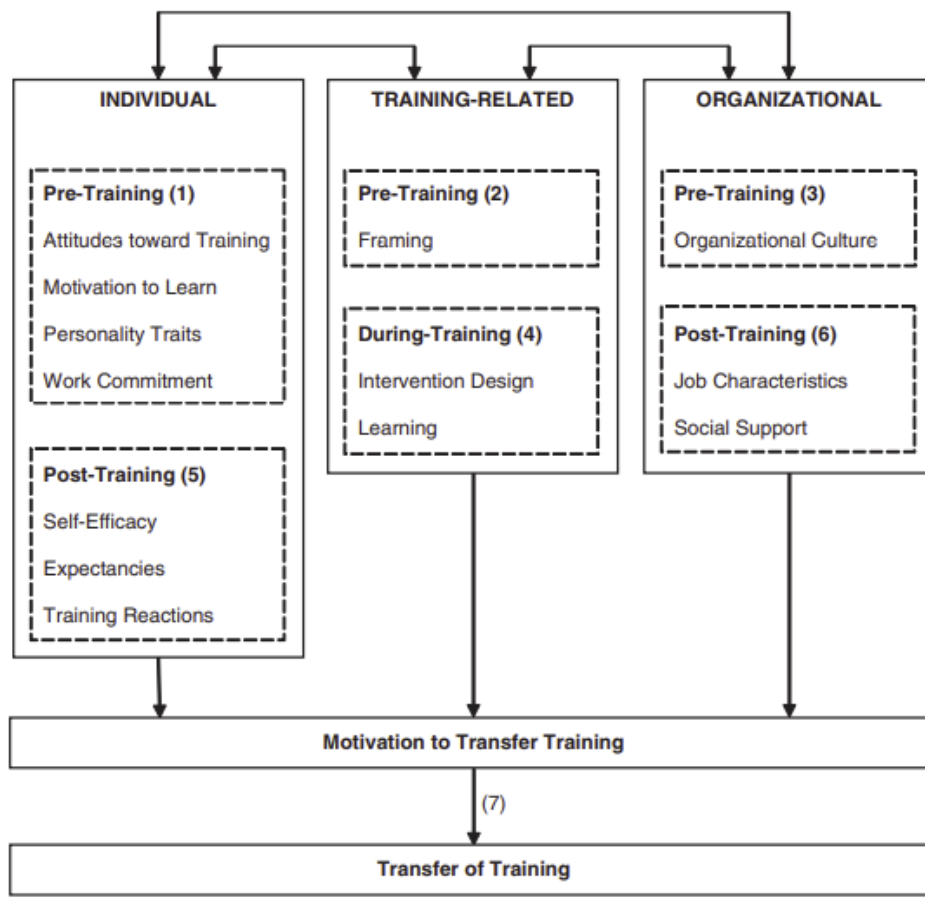 INDIVIDUAL
Pre-Training (1)
Attitudes toward Training
Motivation to Learn
Personality Traits
Work Commitment
Post-Training (5)
Self-Efficacy
Expectancies
Training Reactions
TRAINING-RELATED
Pre-Training (2)
Framing
During-Training (4)
Intervention Design
Learning
ORGANIZATIONAL
Pre-Training (3)
Organizational Culture
Post-Training (6)
Job Characteristics
Social Support
Motivation to Transfer Training
(7)
Transfer of Training